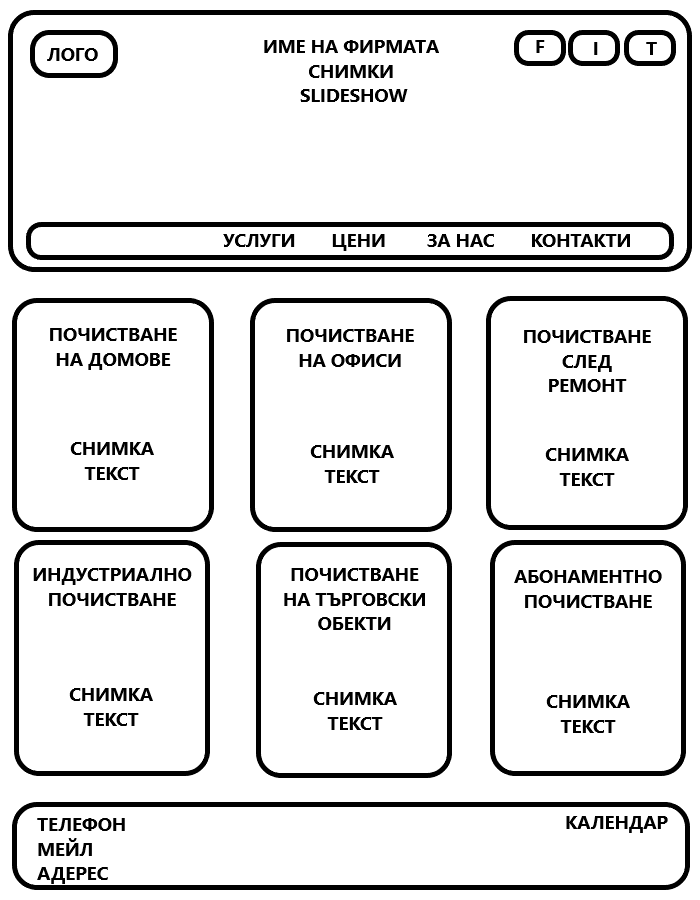 ЛОГО
ИМЕ НА ФИРМАТА
СНИМКИ
SLIDESHOW
F I T
УСЛУГИ ЦЕНИ ЗА НАС КОНТАКТИ
ПОЧИСТВАНЕ
НА ДОМОВЕ
СНИМКА
ТЕКСТ
ПОЧИСТВАНЕ
НА ОФИСИ
СНИМКА
ТЕКСТ
ПОЧИСТВАНЕ
СЛЕД
РЕМОНТ
СНИМКА
ТЕКСТ
ИНДУСТРИАЛНО
ПОЧИСТВАНЕ
СНИМКА
ТЕКСТ
ПОЧИСТВАНЕ
НА ТЪРГОВСКИ
ОБЕКТИ
СНИМКА
ТЕКСТ
АБОНАМЕНТНО
ПОЧИСТВАНЕ
СНИМКА
ТЕКСТ
ТЕЛЕФОН
МЕЙЛ
АДЕРЕС
КАЛЕНДАР